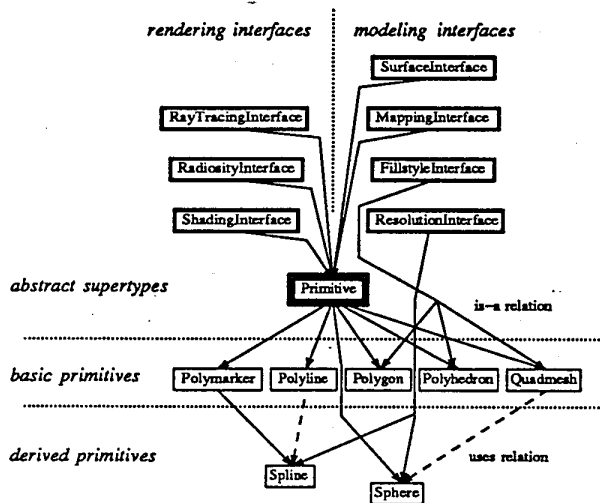 rendering interfaces
modeling interfaces
SurfaceInterface
RayTracingInterface
MappingInterface
RadiosityInterface
FillstyleInterface
ShadingInterface
ResolutionInterface
abstract supertypes
Primitive
is-a relation
basic primitives
Polymarker
Polyline
Polygon
Polyhedron
Quadmesh
derived primitives
uses relation
Spline
Sphere